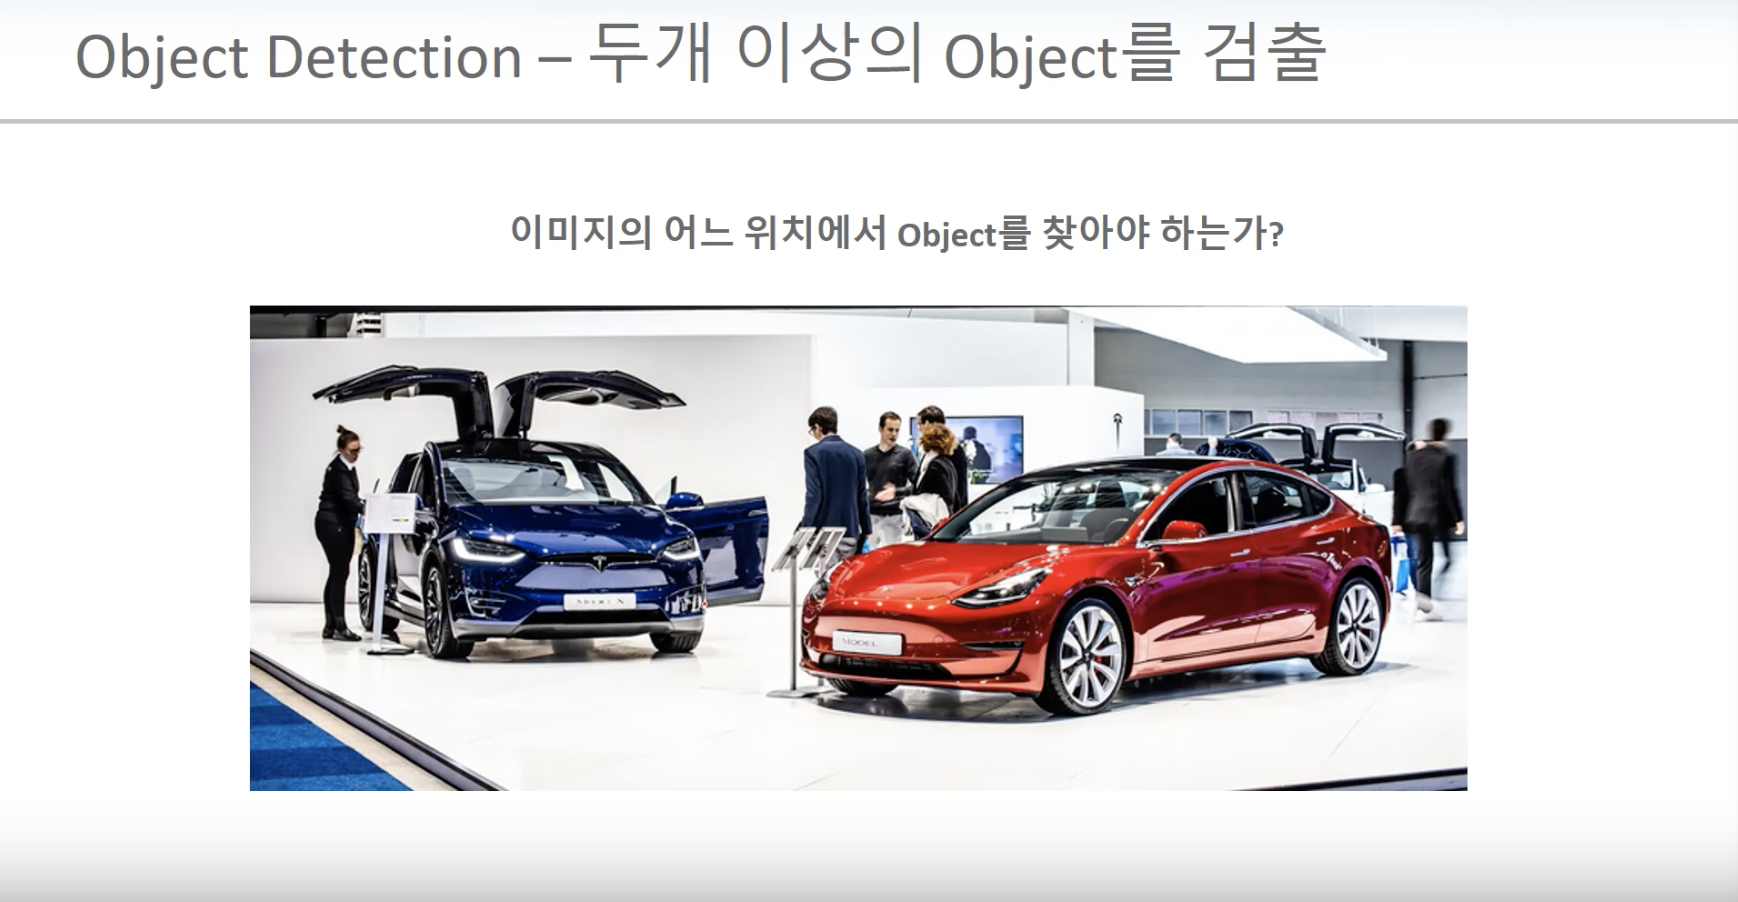 Object Detection – 두개 이상의 Object를 검출
이미지의 어느 위치에서 Object를 찾아야 하는가?
MODEL X
MODEL